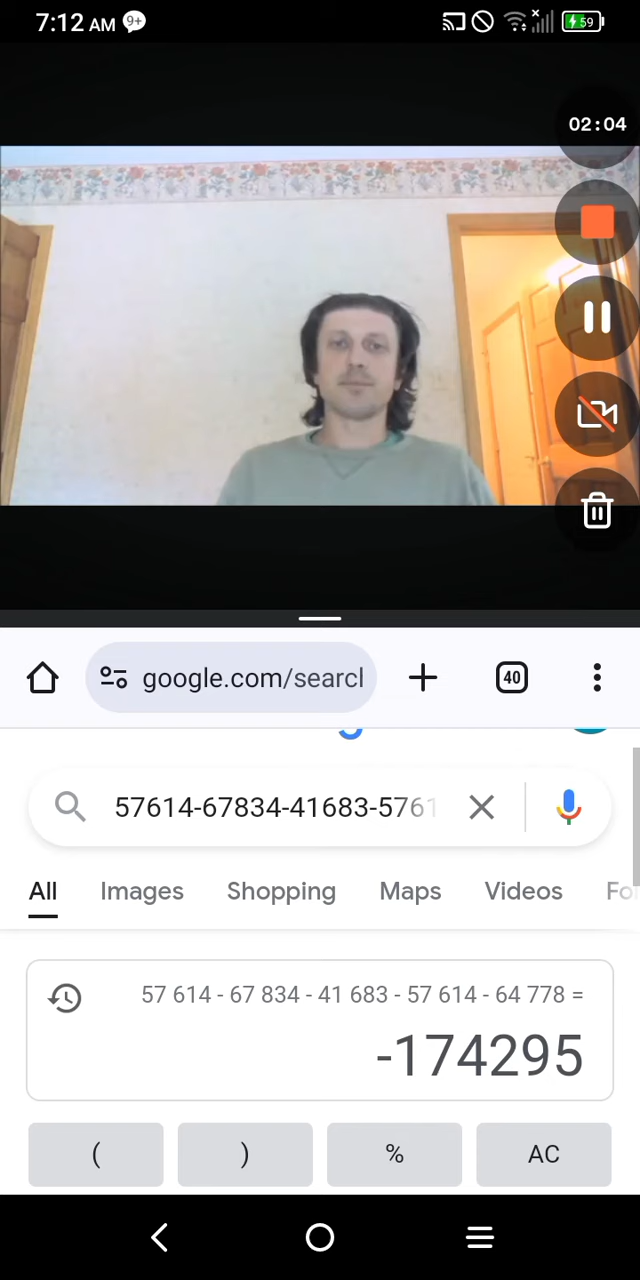 7:12 AM 9+
59
02:04
google.com/searcl
40
57614-67834-41683-5761
All Images Shopping Maps Videos Fo
57 614 - 67 834 - 41 683 - 57 614 - 64 778 =
-174295
( ) % AC